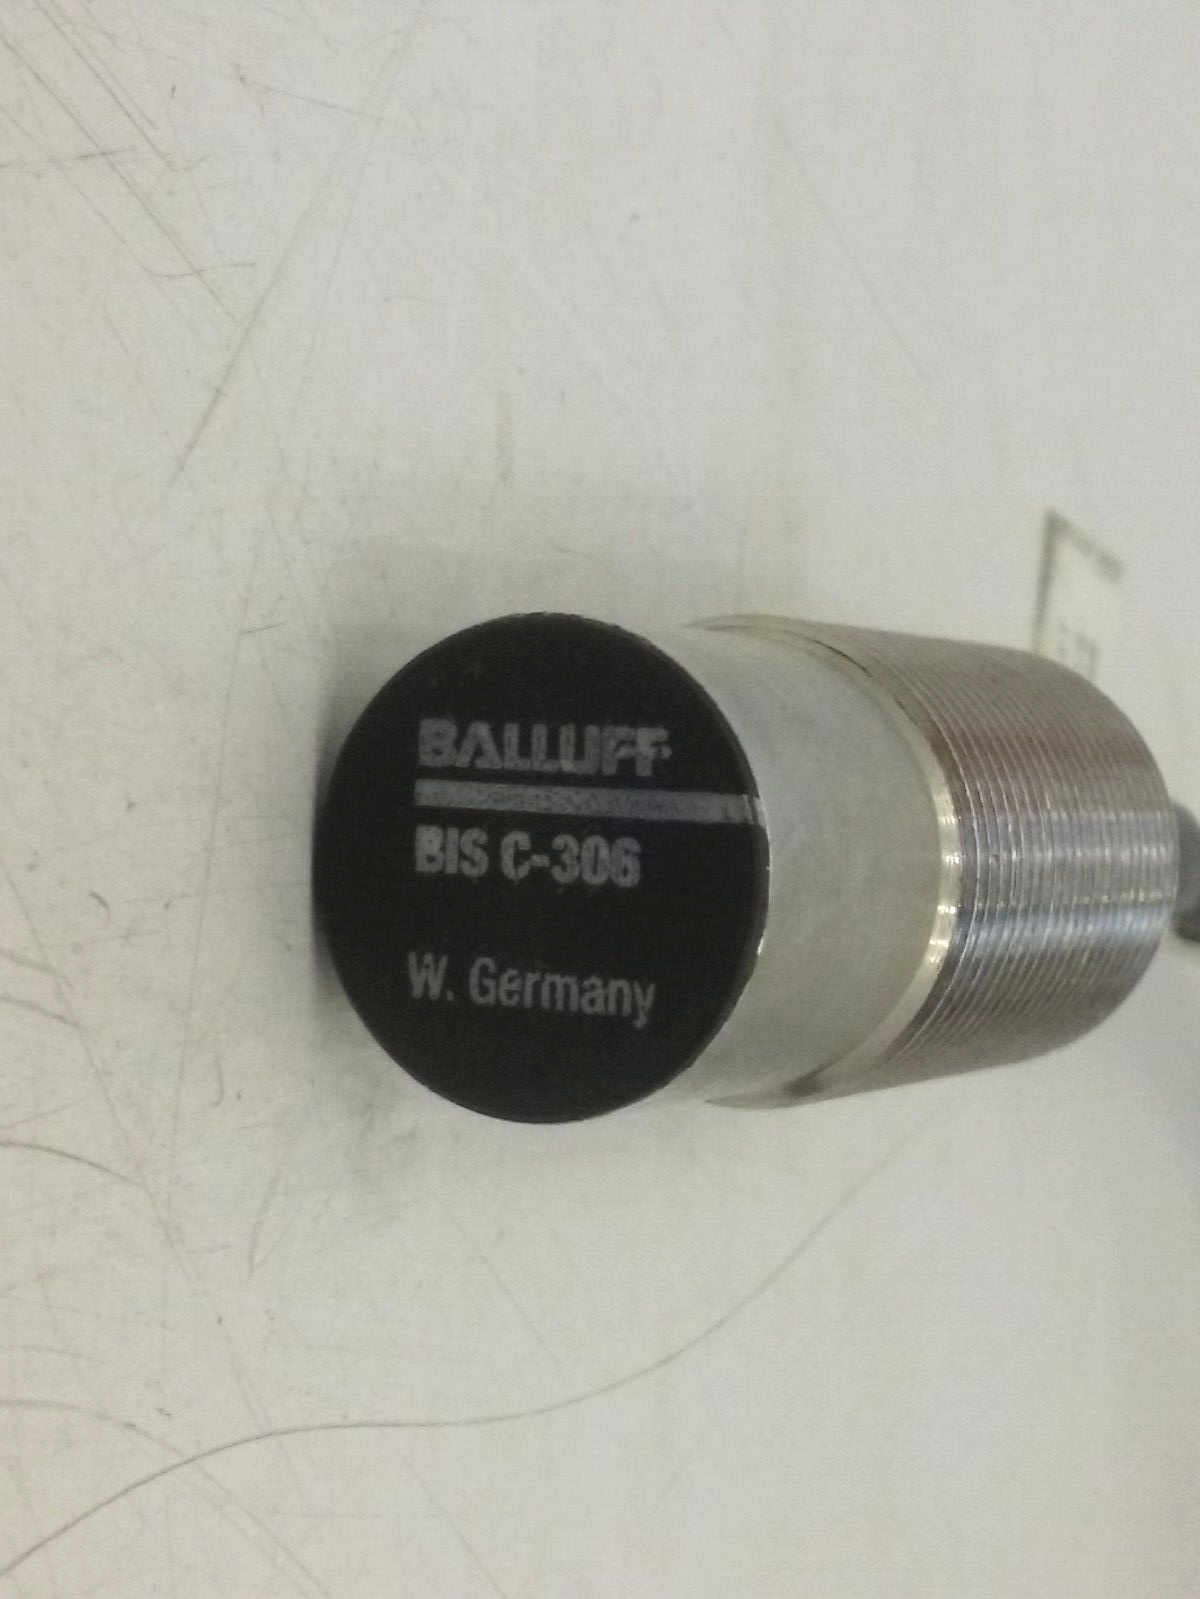 BALLUFF
BIS C-306
W. Germany